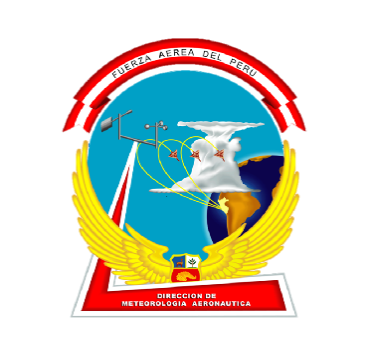 FUERZA AEREA DEL PERU
DIRECCION DE
METEOROLOGIA AERONAUTICA